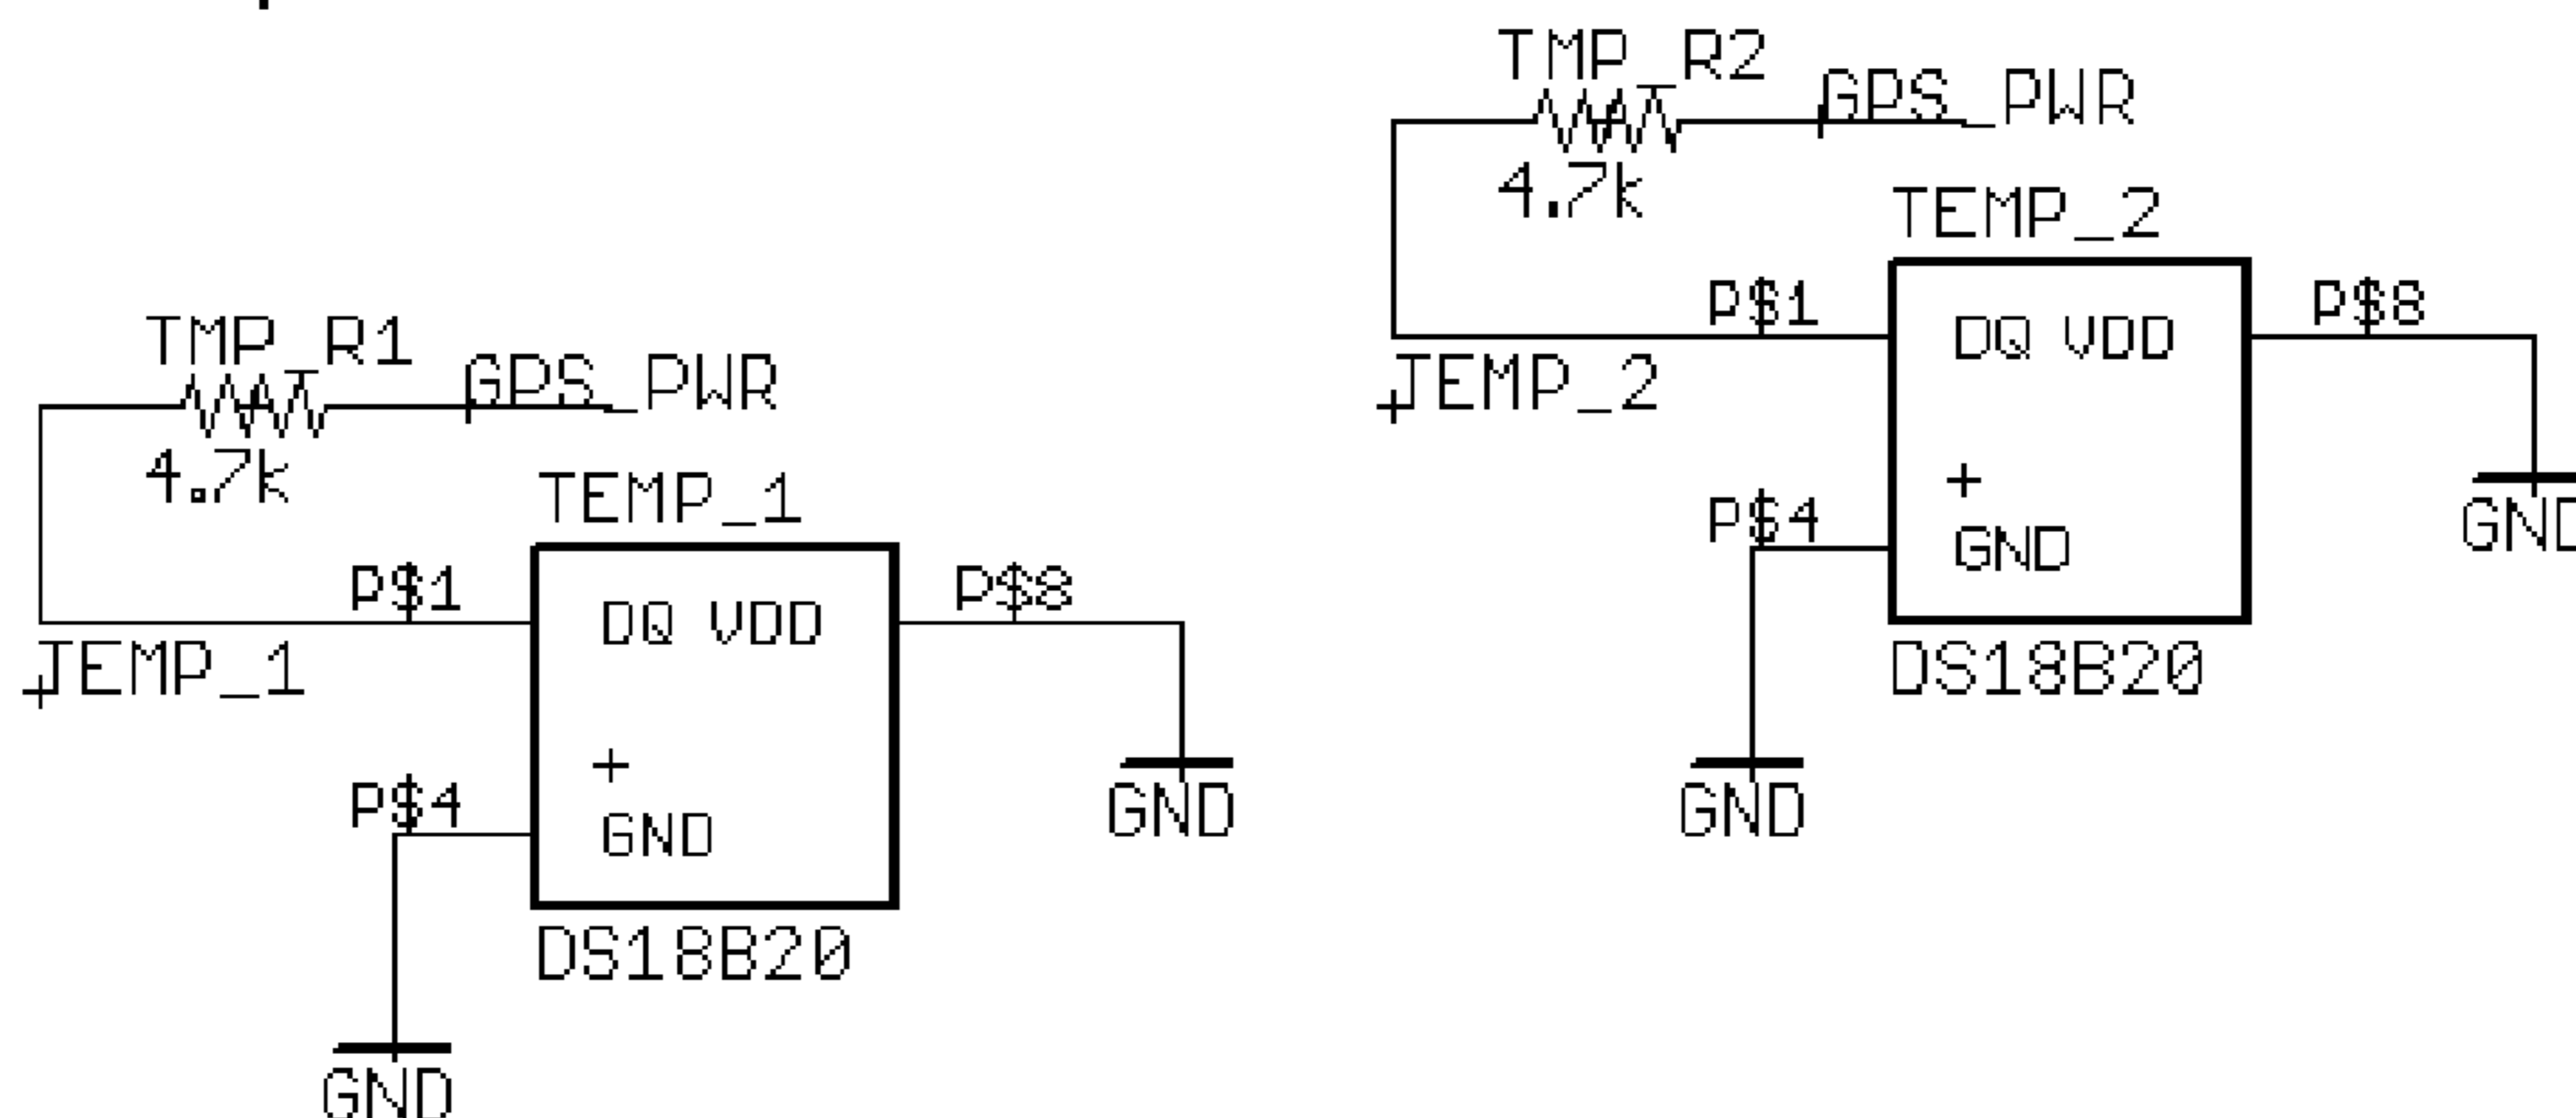 TMP_R1
GPS_PWR
4.7k
TEMP_1
P$1
P$8
DQ VDD
TEMP_1
P$4
GND
GND
DS18B20
GND
TMP_R2
GPS_PWR
4.7k
TEMP_2
P$1
P$8
DQ VDD
TEMP_2
P$4
GND
GND
DS18B20
GND